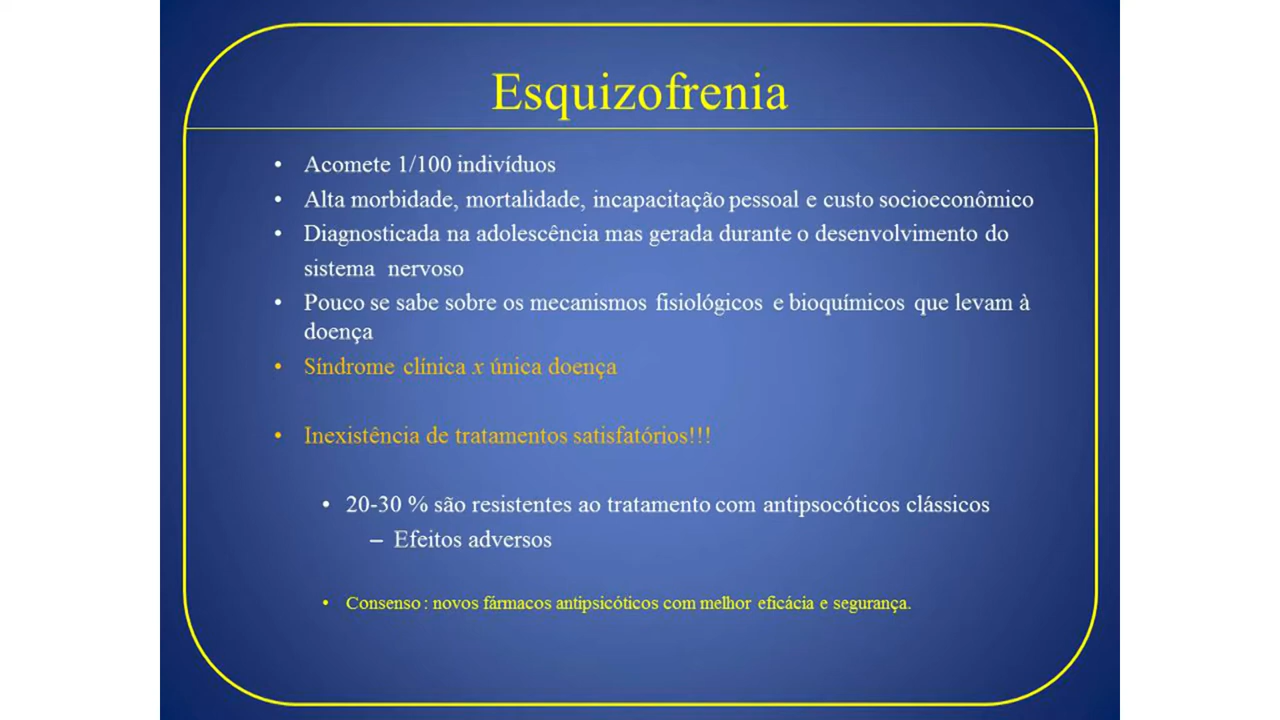 Esquizofrenia
• Acomete 1/100 indivíduos
• Alta morbidade, mortalidade, incapacitação pessoal e custo socioeconômico
• Diagnosticada na adolescência mas gerada durante o desenvolvimento do
sistema nervoso
• Pouco se sabe sobre os mecanismos fisiológicos e bioquímicos que levam à
doença
• Síndrome clínica x única doença
• Inexistência de tratamentos satisfatórios!!!
• 20-30 % são resistentes ao tratamento com antipsocóticos clássicos
– Efeitos adversos
• Consenso : novos fármacos antipsicóticos com melhor eficácia e segurança.